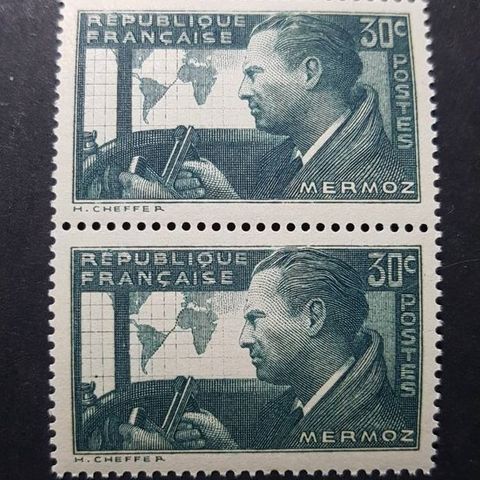 RÉPUBLIQUE
FRANÇAISE
30c
POSTES
MERMOZ
H. CHEFFER
RÉPUBLIQUE
FRANÇAISE
30c
POSTES
MERMOZ
H. CHEFFER